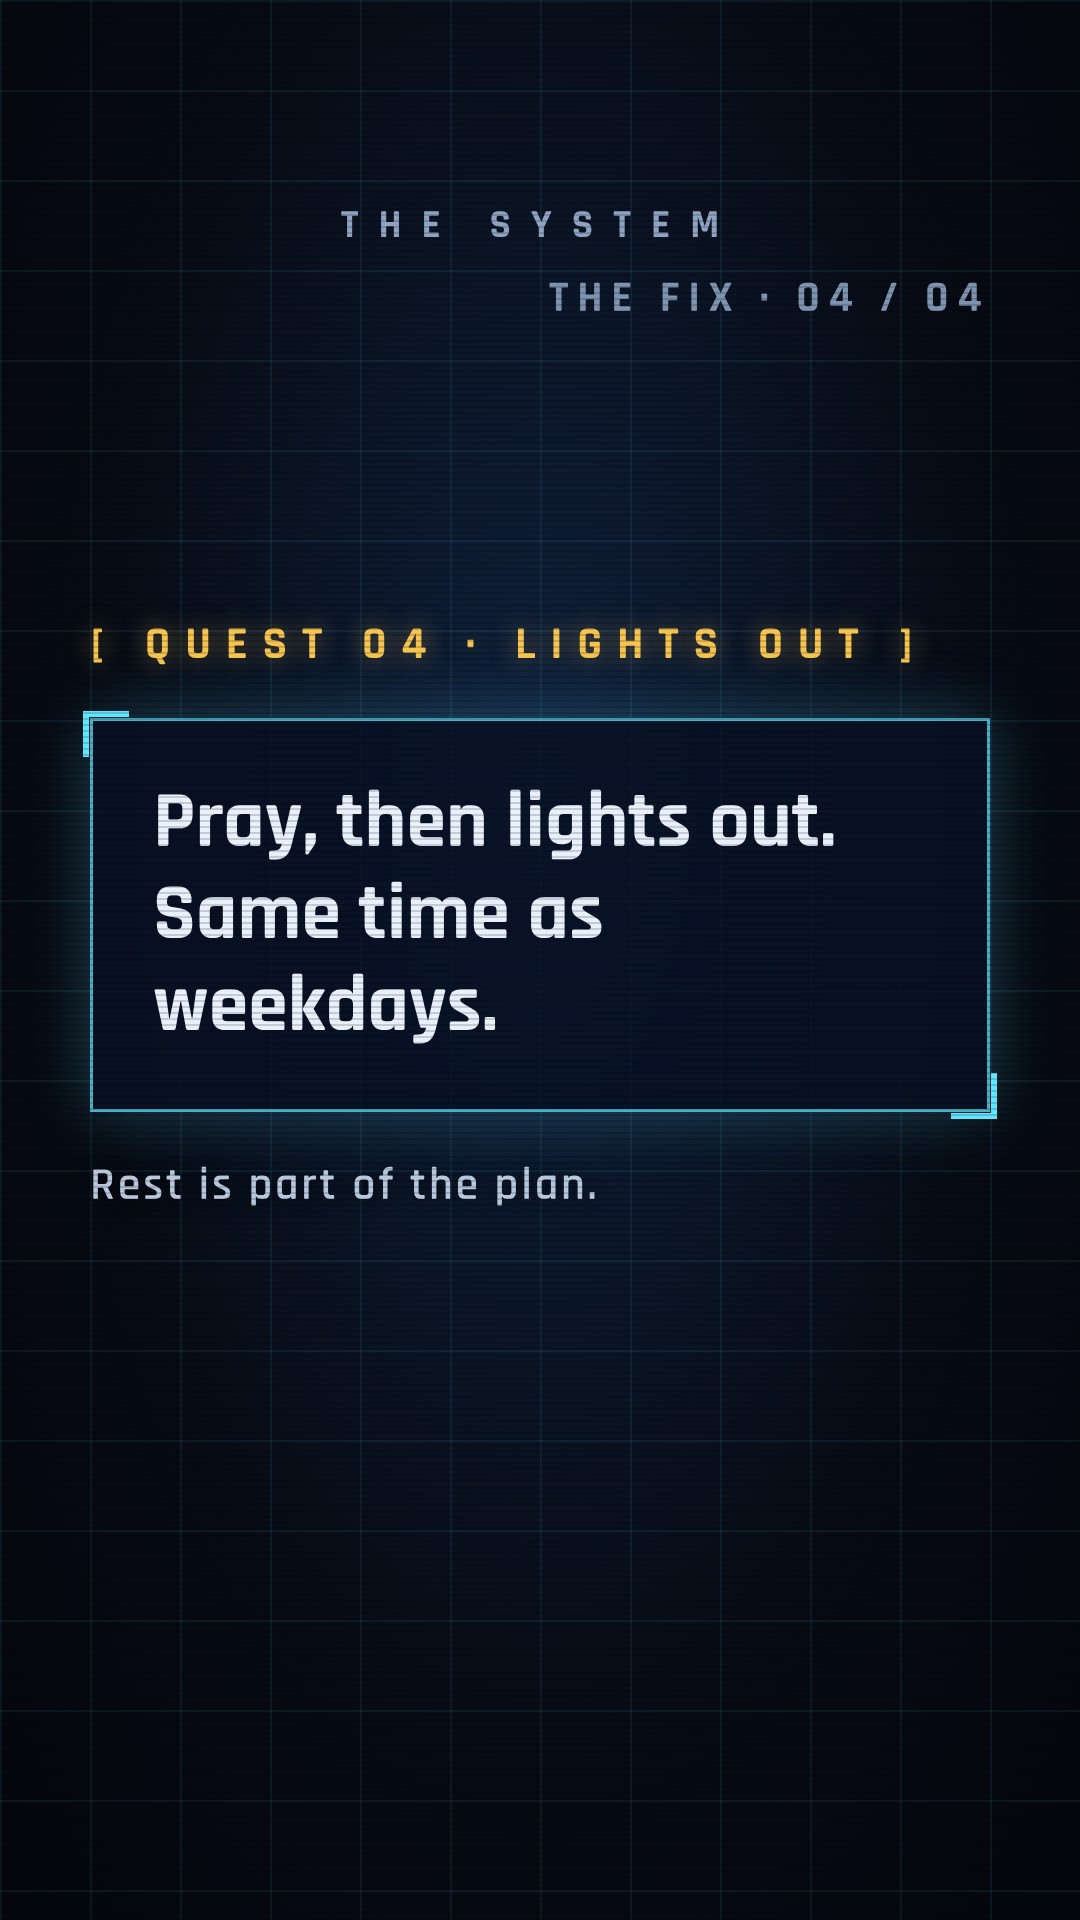 THE SYSTEM
THE FIX · 04 / 04
[ QUEST 04 · LIGHTS OUT ]
Pray, then lights out.
Same time as
weekdays.
Rest is part of the plan.